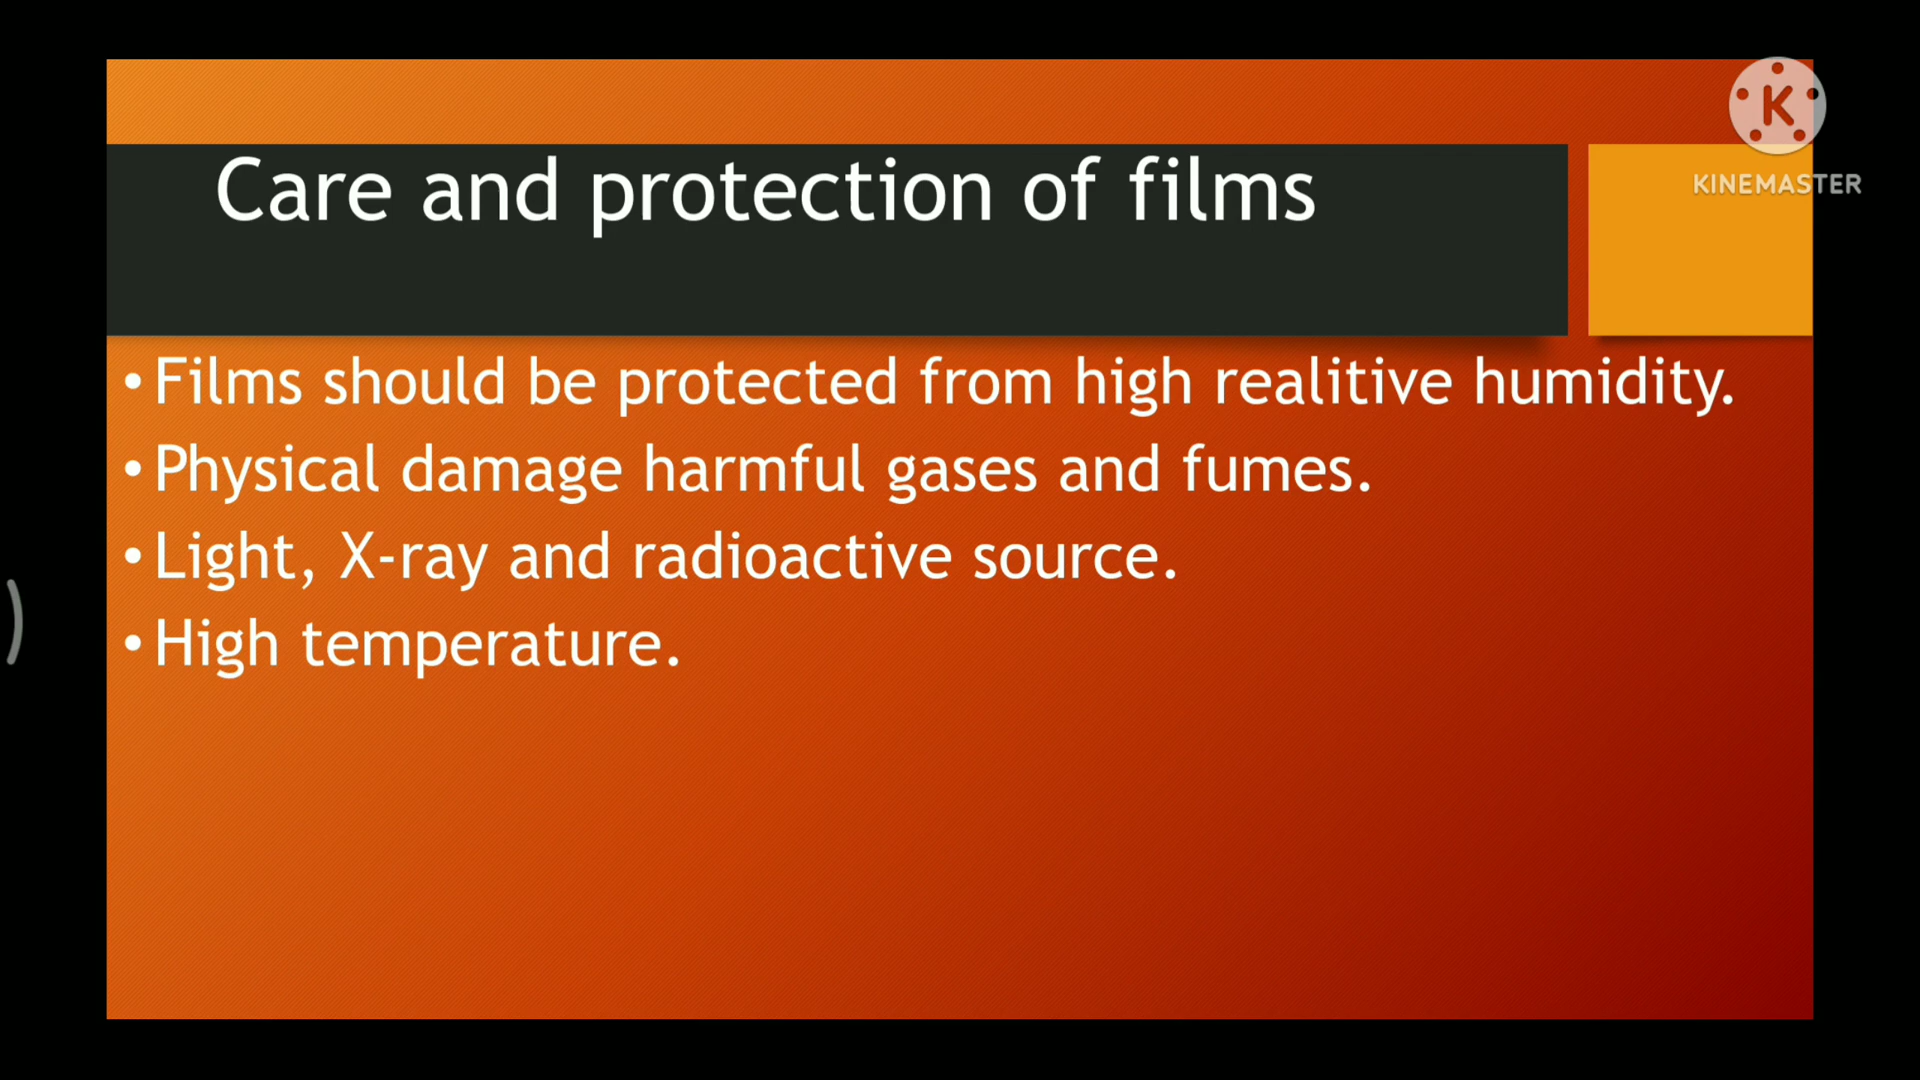 K
KINEMASTER
Care and protection of films
• Films should be protected from high realitive humidity.
• Physical damage harmful gases and fumes.
• Light, X-ray and radioactive source.
• High temperature.